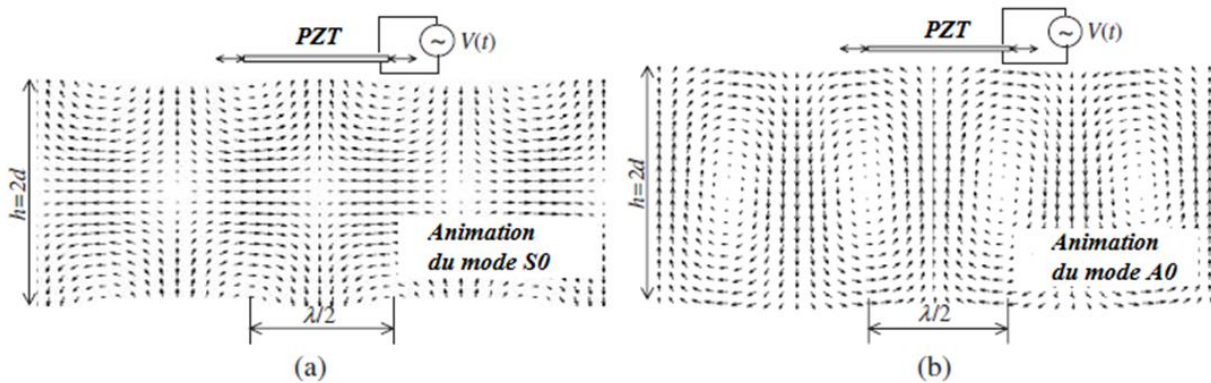 PZT
~
V(t)
h=2d
Animation
du mode S0
λ/2
(a)
PZT
~
V(t)
h=2d
Animation
du mode A0
λ/2
(b)